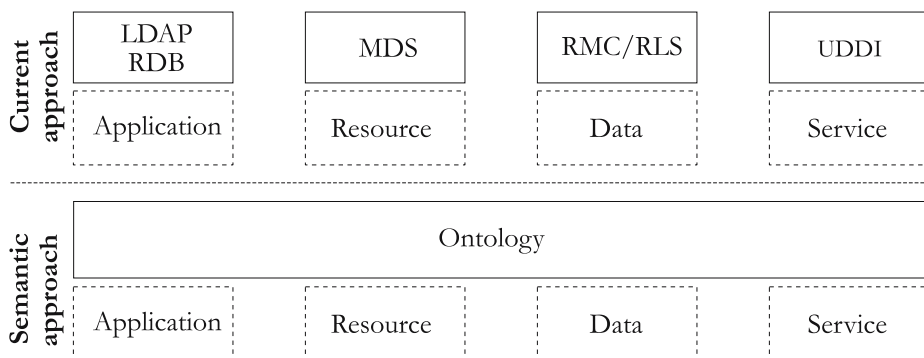 Current
approach
LDAP
RDB
MDS
RMC/RLS
UDDI
Application
Resource
Data
Service
Semantic
approach
Ontology
Application
Resource
Data
Service